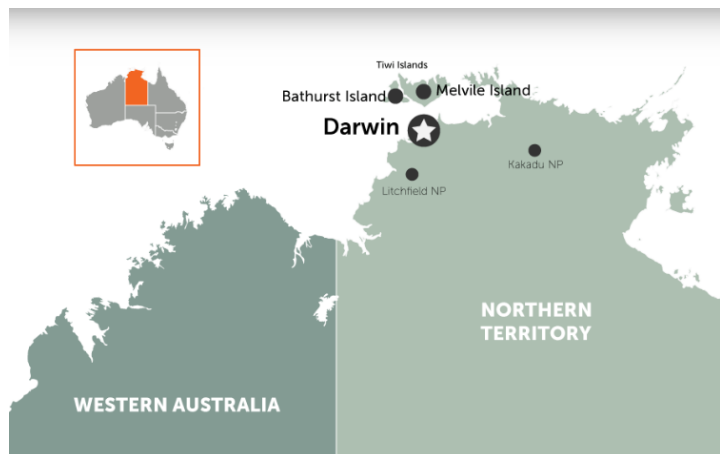 Tiwi Islands
Bathurst Island
Melvile Island
Darwin
Kakadu NP
Litchfield NP
NORTHERN
TERRITORY
WESTERN AUSTRALIA